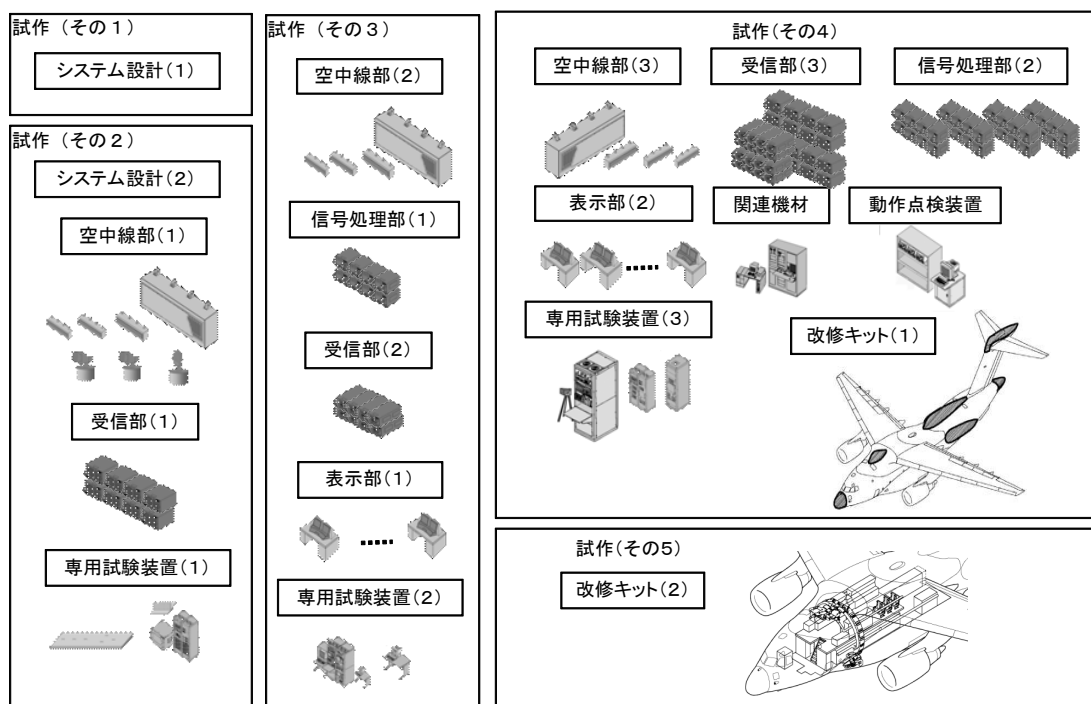 試作（その１）
システム設計(１)
試作（その２）
システム設計(２)
空中線部(１)
受信部(１)
専用試験装置(１)
試作（その３）
空中線部(２)
信号処理部(１)
受信部(２)
表示部(１)
専用試験装置(２)
試作(その４)
空中線部(３)
受信部(３)
信号処理部(２)
表示部(２)
関連機材
動作点検装置
専用試験装置(３)
改修キット(１)
試作(その５)
改修キット(２)